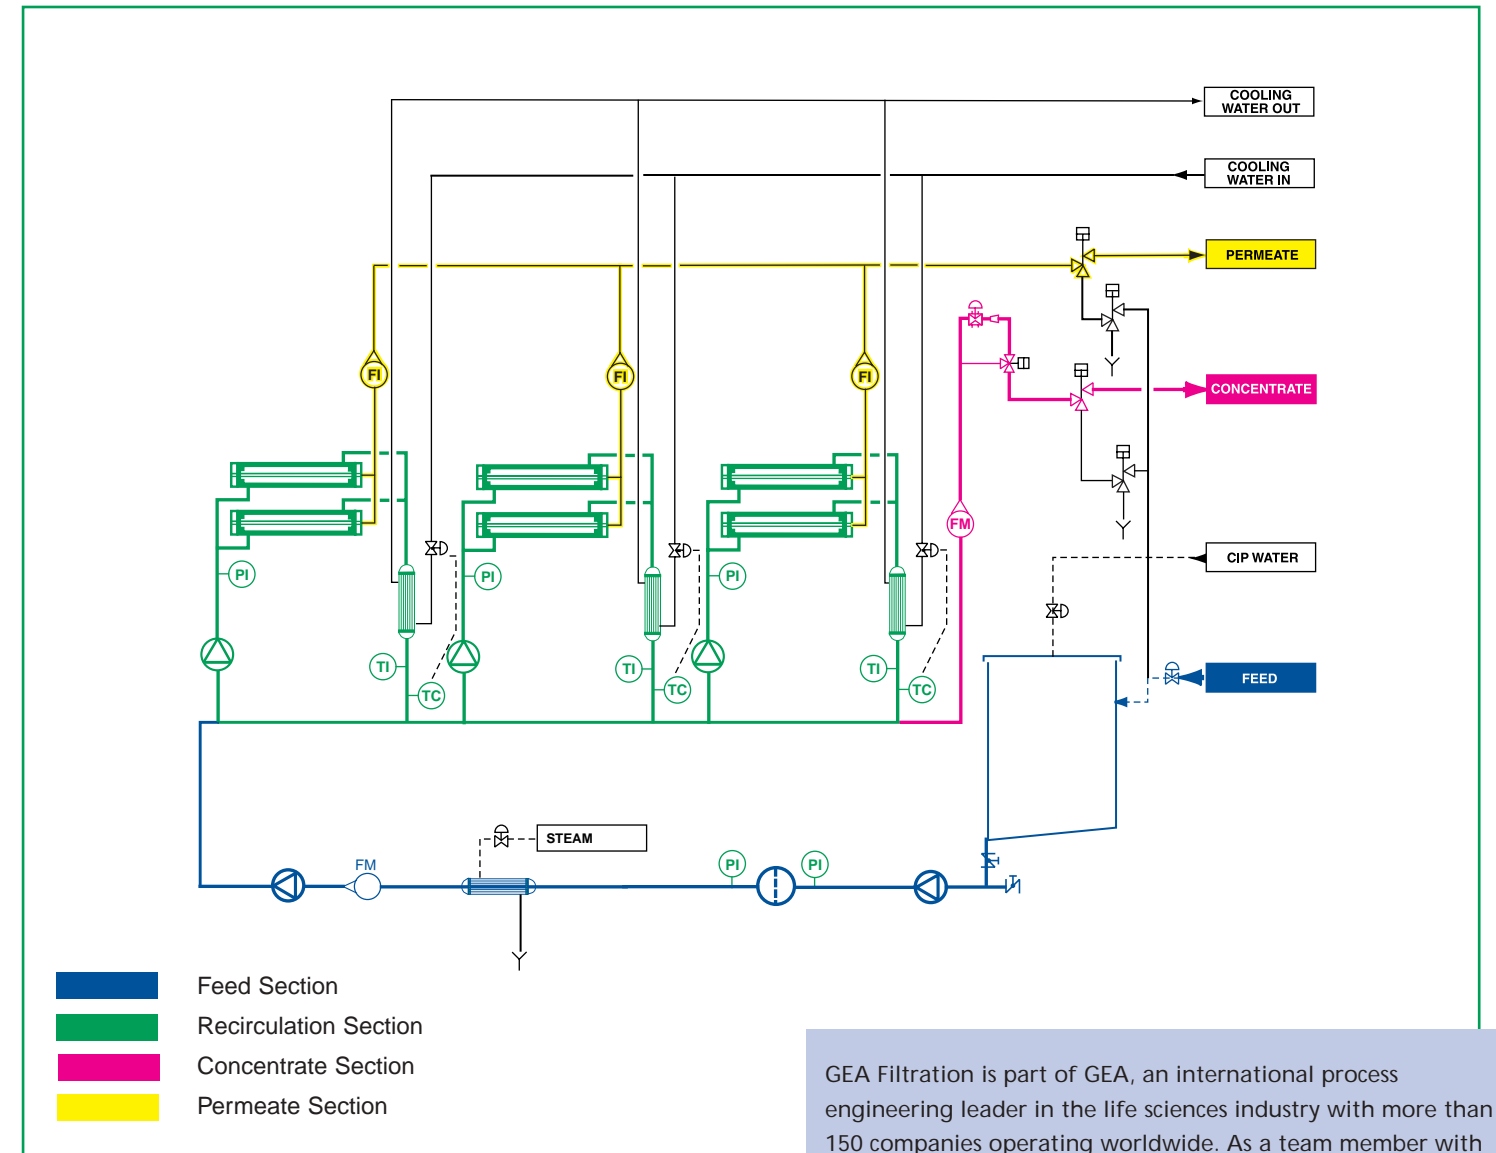 COOLING
WATER OUT
COOLING
WATER IN
PERMEATE
FI
FI
FI
CONCENTRATE
FM
CIP WATER
PI
PI
PI
TI
TC
TI
TC
TI
TC
FEED
STEAM
FM
PI
PI
Feed Section
Recirculation Section
Concentrate Section
Permeate Section
GEA Filtration is part of GEA, an international process
engineering leader in the life sciences industry with more than
150 companies operating worldwide. As a team member with